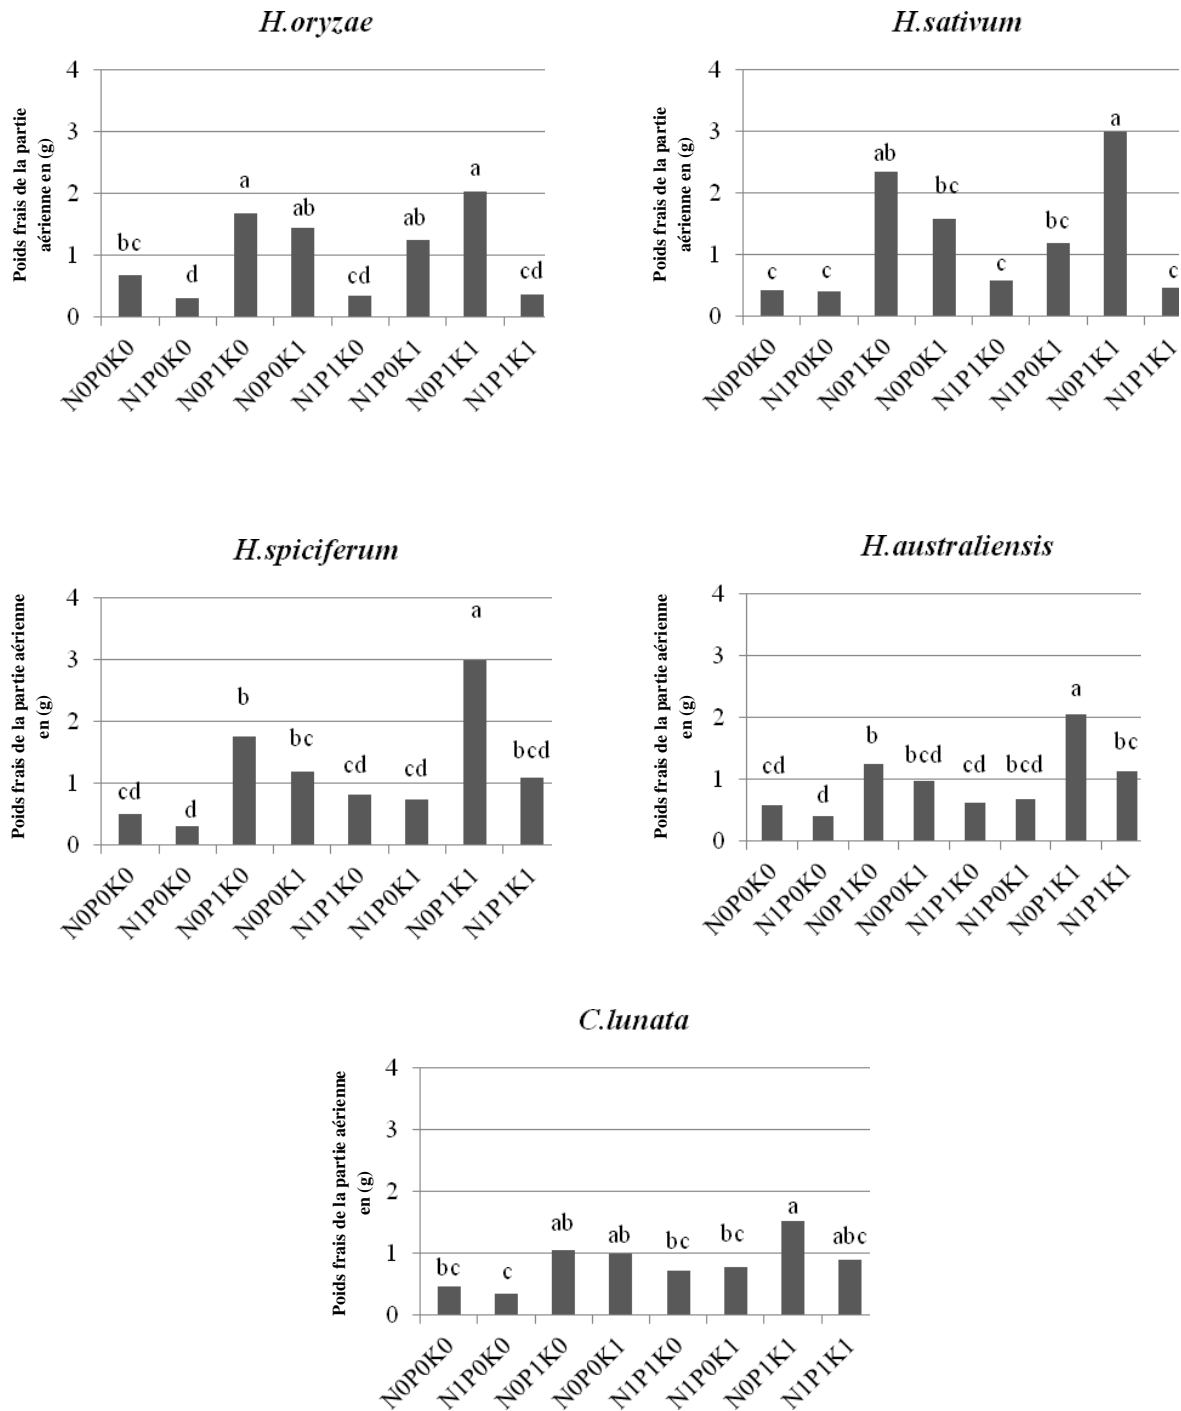 H.oryzae
Poids frais de la partie
aérienne en (g)
4
3
2
1
0
bc
d
a
ab
cd
ab
a
cd
N0P0K0
N1P0K0
N0P1K0
N0P0K1
N1P1K0
N1P0K1
N0P1K1
N1P1K1
H.sativum
Poids frais de la partie
aérienne en (g)
4
3
2
1
0
c
c
ab
bc
c
bc
a
c
N0P0K0
N1P0K0
N0P1K0
N0P0K1
N1P1K0
N1P0K1
N0P1K1
N1P1K1
H.spiciferum
Poids frais de la partie aérienne
en (g)
4
3
2
1
0
cd
d
b
bc
cd
cd
a
bcd
N0P0K0
N1P0K0
N0P1K0
N0P0K1
N1P1K0
N1P0K1
N0P1K1
N1P1K1
H.australiensis
Poids frais de la partie aérienne
en (g)
4
3
2
1
0
cd
d
b
bcd
cd
bcd
a
bc
N0P0K0
N1P0K0
N0P1K0
N0P0K1
N1P1K0
N1P0K1
N0P1K1
N1P1K1
C.lunata
Poids frais de la partie aérienne
en (g)
4
3
2
1
0
bc
c
ab
ab
bc
bc
a
abc
N0P0K0
N1P0K0
N0P1K0
N0P0K1
N1P1K0
N1P0K1
N0P1K1
N1P1K1